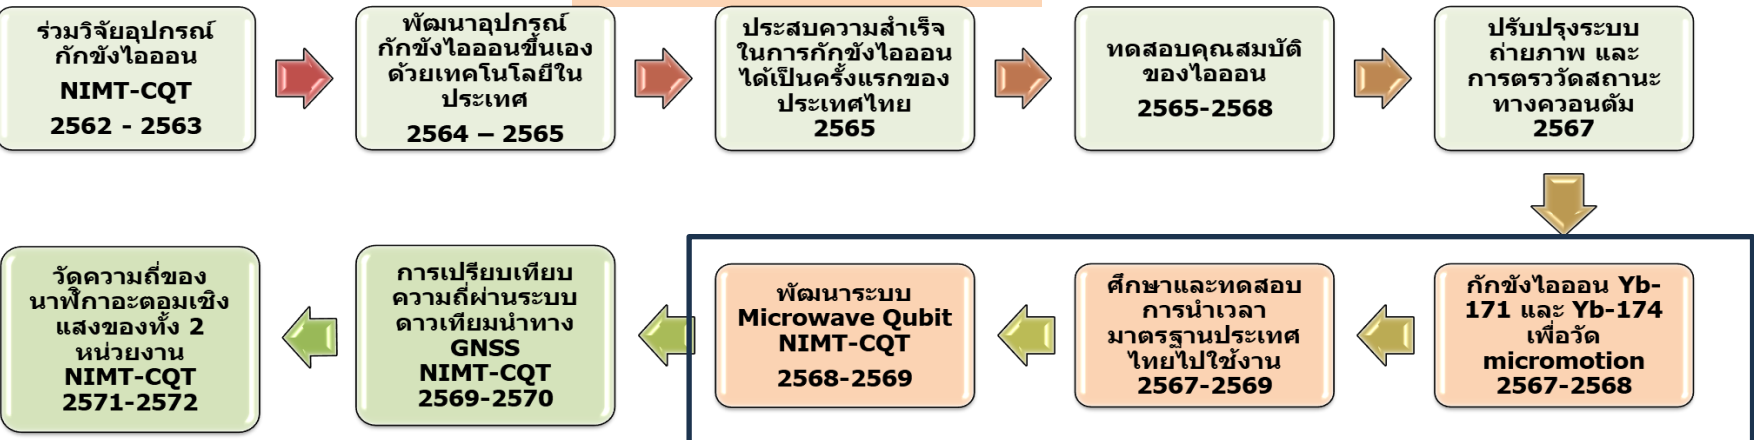 ร่วมวิจัยอุปกรณ์
กักขังไอออน
NIMT-CQT
2562 - 2563
พัฒนาอุปกรณ์
กักขังไอออนขึ้นเอง
ด้วยเทคโนโลยีใน
ประเทศ
2564 – 2565
ประสบความสำเร็จ
ในการกักขังไอออน
ได้เป็นครั้งแรกของ
ประเทศไทย
2565
ทดสอบคุณสมบัติ
ของไอออน
2565-2568
ปรับปรุงระบบ
ถ่ายภาพ และ
การตรววัดสถานะ
ทางควอนตัม
2567
กักขังไอออน Yb-
171 และ Yb-174
เพื่อวัด
micromotion
2567-2568
ศึกษาและทดสอบ
การนำเวลา
มาตรฐานประเทศ
ไทยไปใช้งาน
2567-2569
พัฒนาระบบ
Microwave Qubit
NIMT-CQT
2568-2569
การเปรียบเทียบ
ความถี่ผ่านระบบ
ดาวเทียมนำทาง
GNSS
NIMT-CQT
2569-2570
วัดความถี่ของ
นาฬิกาอะตอมเชิง
แสงของทั้ง 2
หน่วยงาน
NIMT-CQT
2571-2572